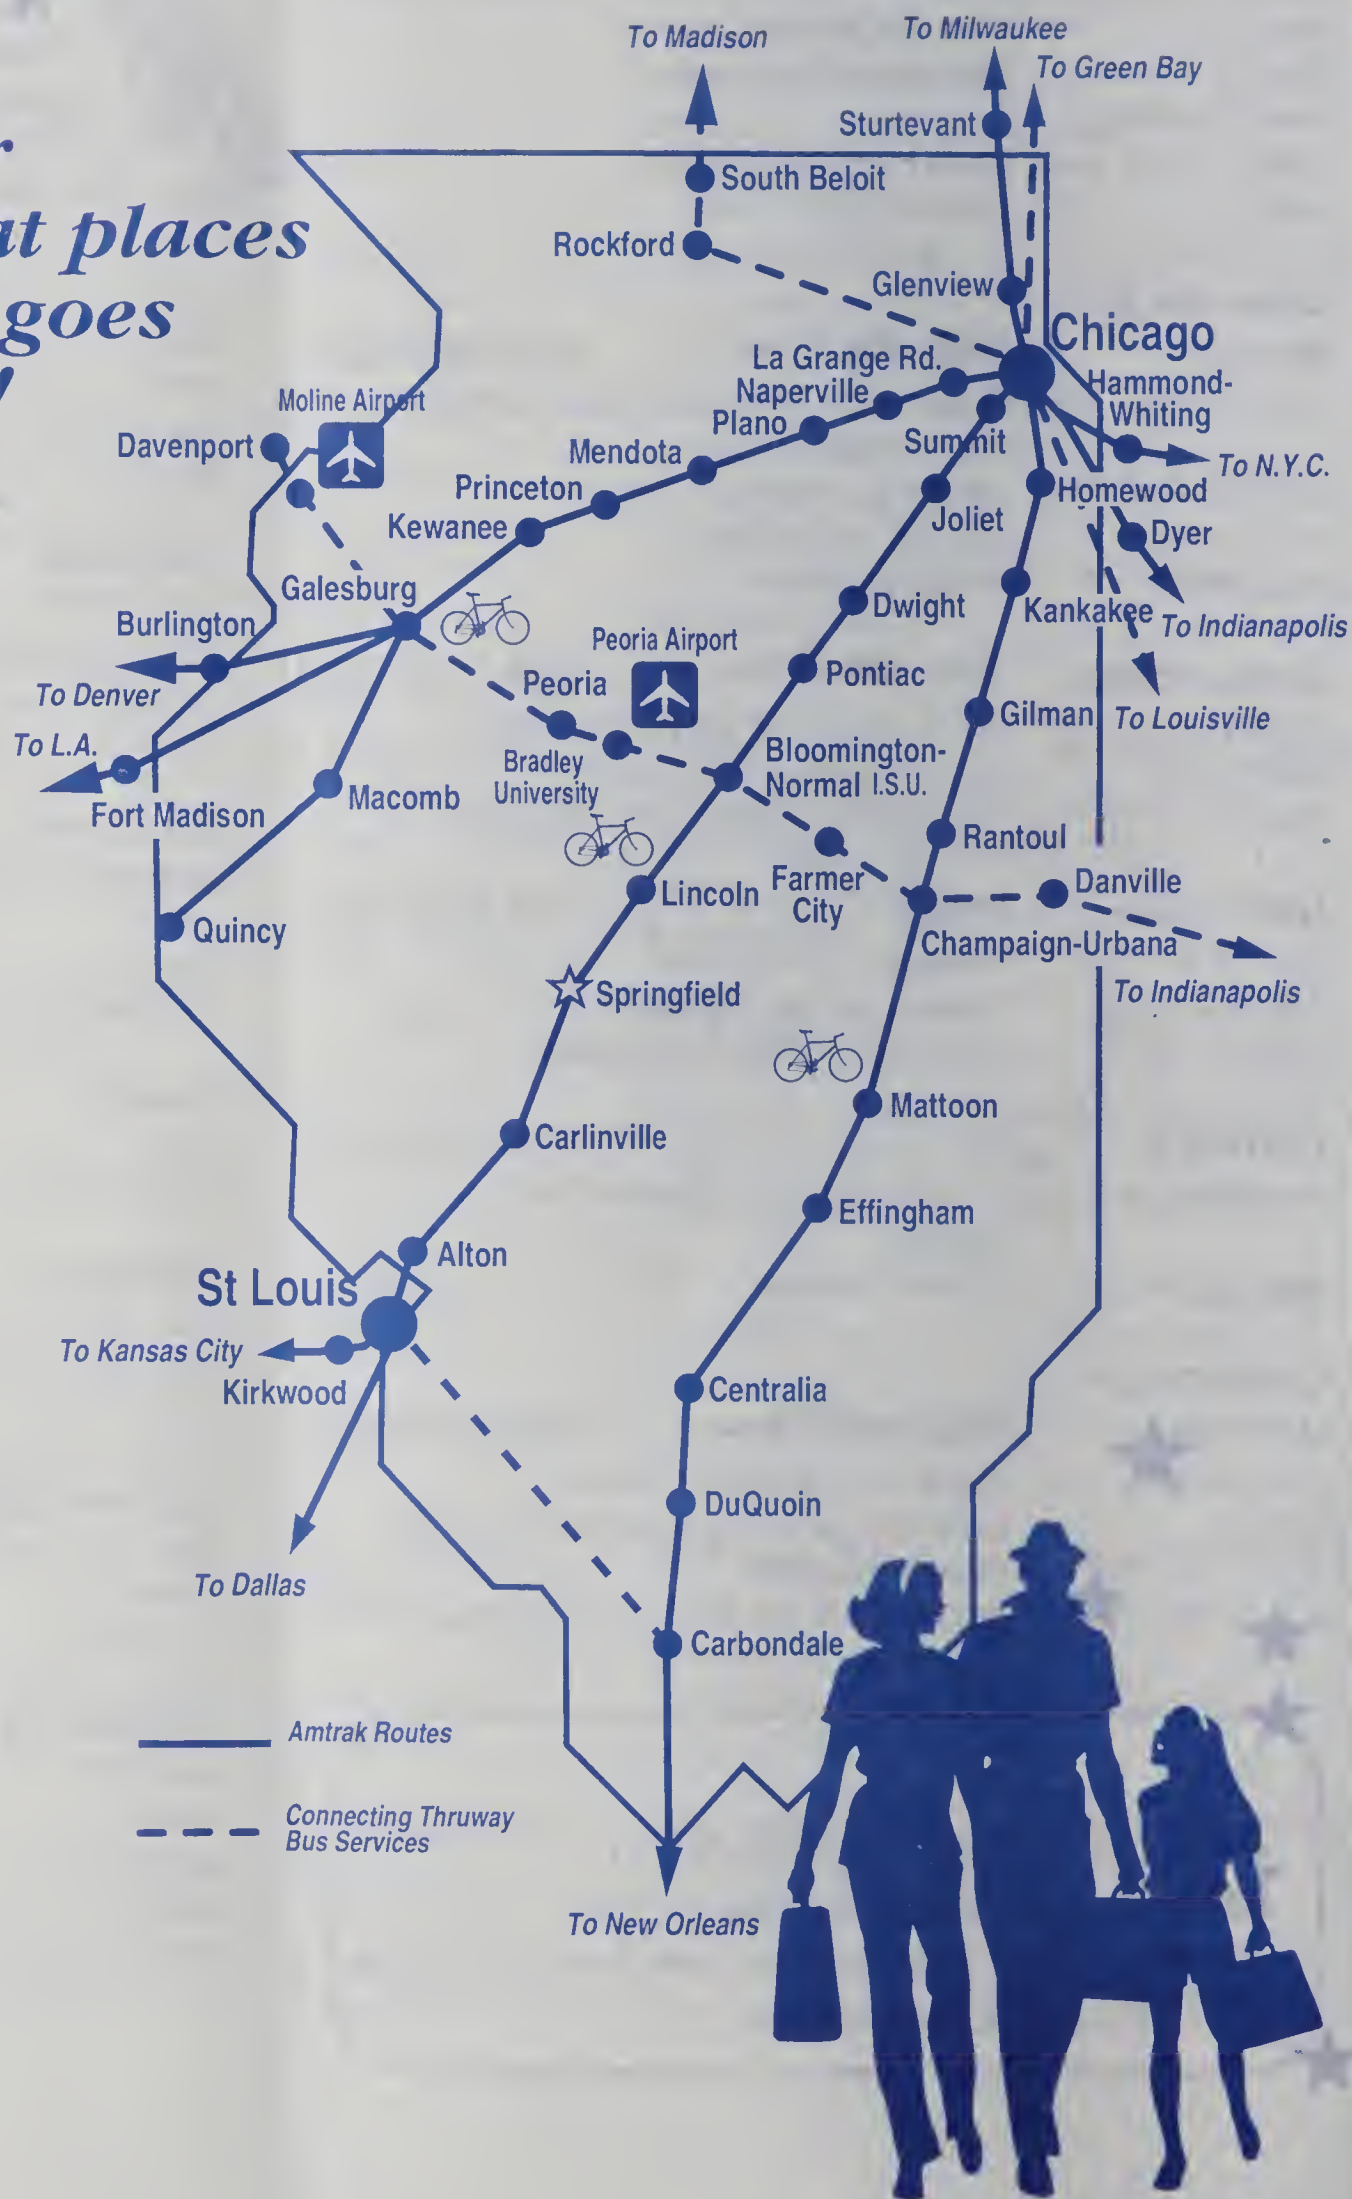 To Madison
To Milwaukee
To Green Bay
Sturtevant
places
goes
South Beloit
Rockford
Glenview
Chicago
La Grange Rd.
Hammond-
Whiting
Naperville
Moline Airport
Plano
Summit
Davenport
Mendota
To N.Y.C.
Princeton
Homewood
Kewanee
Joliet
Dyer
Galesburg
Dwight
Kankakee
Burlington
To Indianapolis
Peoria Airport
Pontiac
Peoria
To Denver
Gilman
To Louisville
To L.A.
Bloomington-
Normal I.S.U.
Bradley
University
Macomb
Fort Madison
Rantoul
Lincoln
Farmer
City
Danville
Quincy
Champaign-Urbana
Springfield
To Indianapolis
Mattoon
Carlinville
Effingham
Alton
St Louis
To Kansas City
Kirkwood
Centralia
DuQuoin
To Dallas
Carbondale
Amtrak Routes
Connecting Thruway
Bus Services
To New Orleans